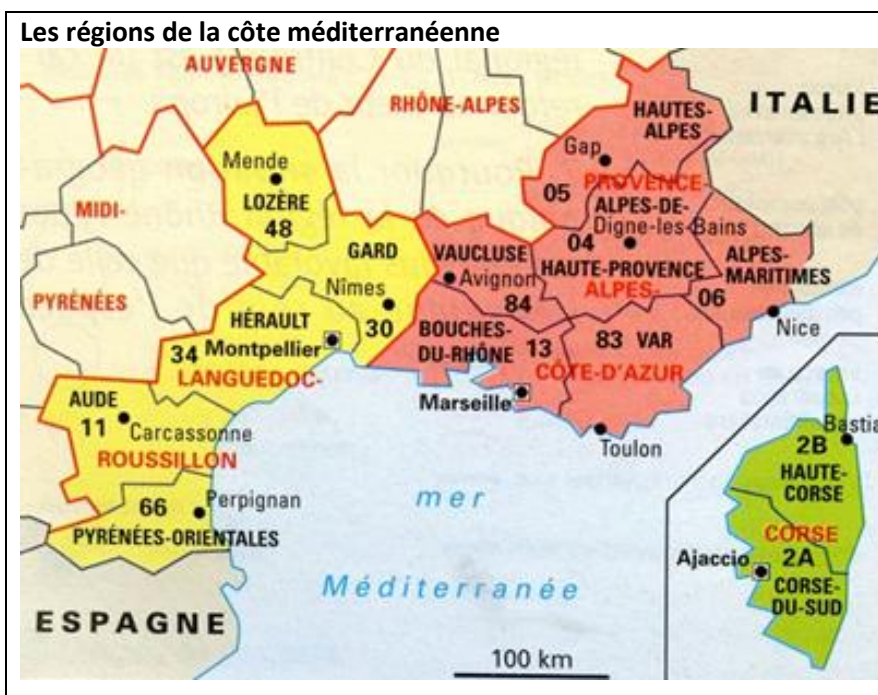 Les régions de la côte méditerranéenne
AUVERGNE
RHÔNE-ALPES
HAUTES-
ALPES
ITALIE
Mende
LOZÈRE
48
Gap
05
PROVENCE-
MIDI-
PYRÉNÉES
ALPES-DE-
04
Digne-les-Bains
HAUTE-PROVENCE
ALPES-
ALPES-
MARITIMES
06
GARD
Nîmes
30
VAUCLUSE
Avignon
84
HÉRAULT
34
Montpellier
LANGUEDOC-
BOUCHES-
DU-RHÔNE
13
83 VAR
CÔTE-D'AZUR
Nice
Marseille
Toulon
AUDE
11
Carcassonne
ROUSSILLON
66
Perpignan
PYRÉNÉES-ORIENTALES
mer
Méditerranée
ESPAGNE
100 km
Bastia
2B
HAUTE-
CORSE
CORSE
Ajaccio
2A
CORSE-
DU-SUD